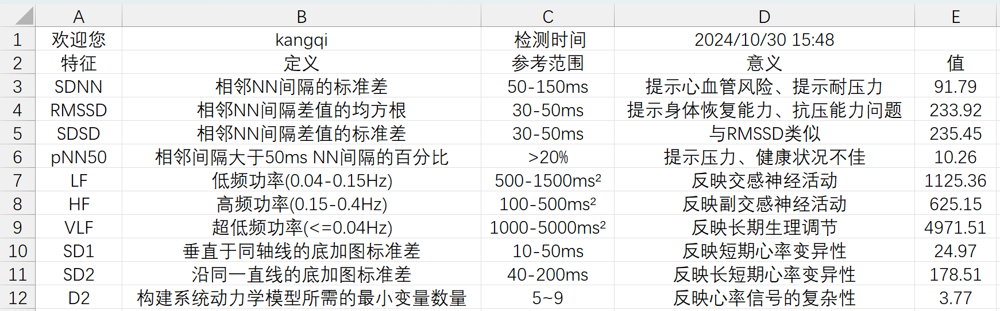 A B C D E
1 欢迎您 kangqi 检测时间 2024/10/30 15:48
2 特征 定义 参考范围 意义 值
3 SDNN 相邻NN间隔的标准差 50-150ms 提示心血管风险、提示耐压力 91.79
4 RMSSD 相邻NN间隔差值的均方根 30-50ms 提示身体恢复能力、抗压能力问题 233.92
5 SDSD 相邻NN间隔差值的标准差 30-50ms 与RMSSD类似 235.45
6 pNN50 相邻间隔大于50ms NN间隔的百分比 >20% 提示压力、健康状况不佳 10.26
7 LF 低频功率(0.04-0.15Hz) 500-1500ms² 反映交感神经活动 1125.36
8 HF 高频功率(0.15-0.4Hz) 100-500ms² 反映副交感神经活动 625.15
9 VLF 超低频功率(<=0.04Hz) 1000-5000ms² 反映长期生理调节 4971.51
10 SD1 垂直于同轴线的底加图标准差 10-50ms 反映短期心率变异性 24.97
11 SD2 沿同一直线的底加图标准差 40-200ms 反映长短期心率变异性 178.51
12 D2 构建系统动力学模型所需的最小变量数量 5~9 反映心率信号的复杂性 3.77